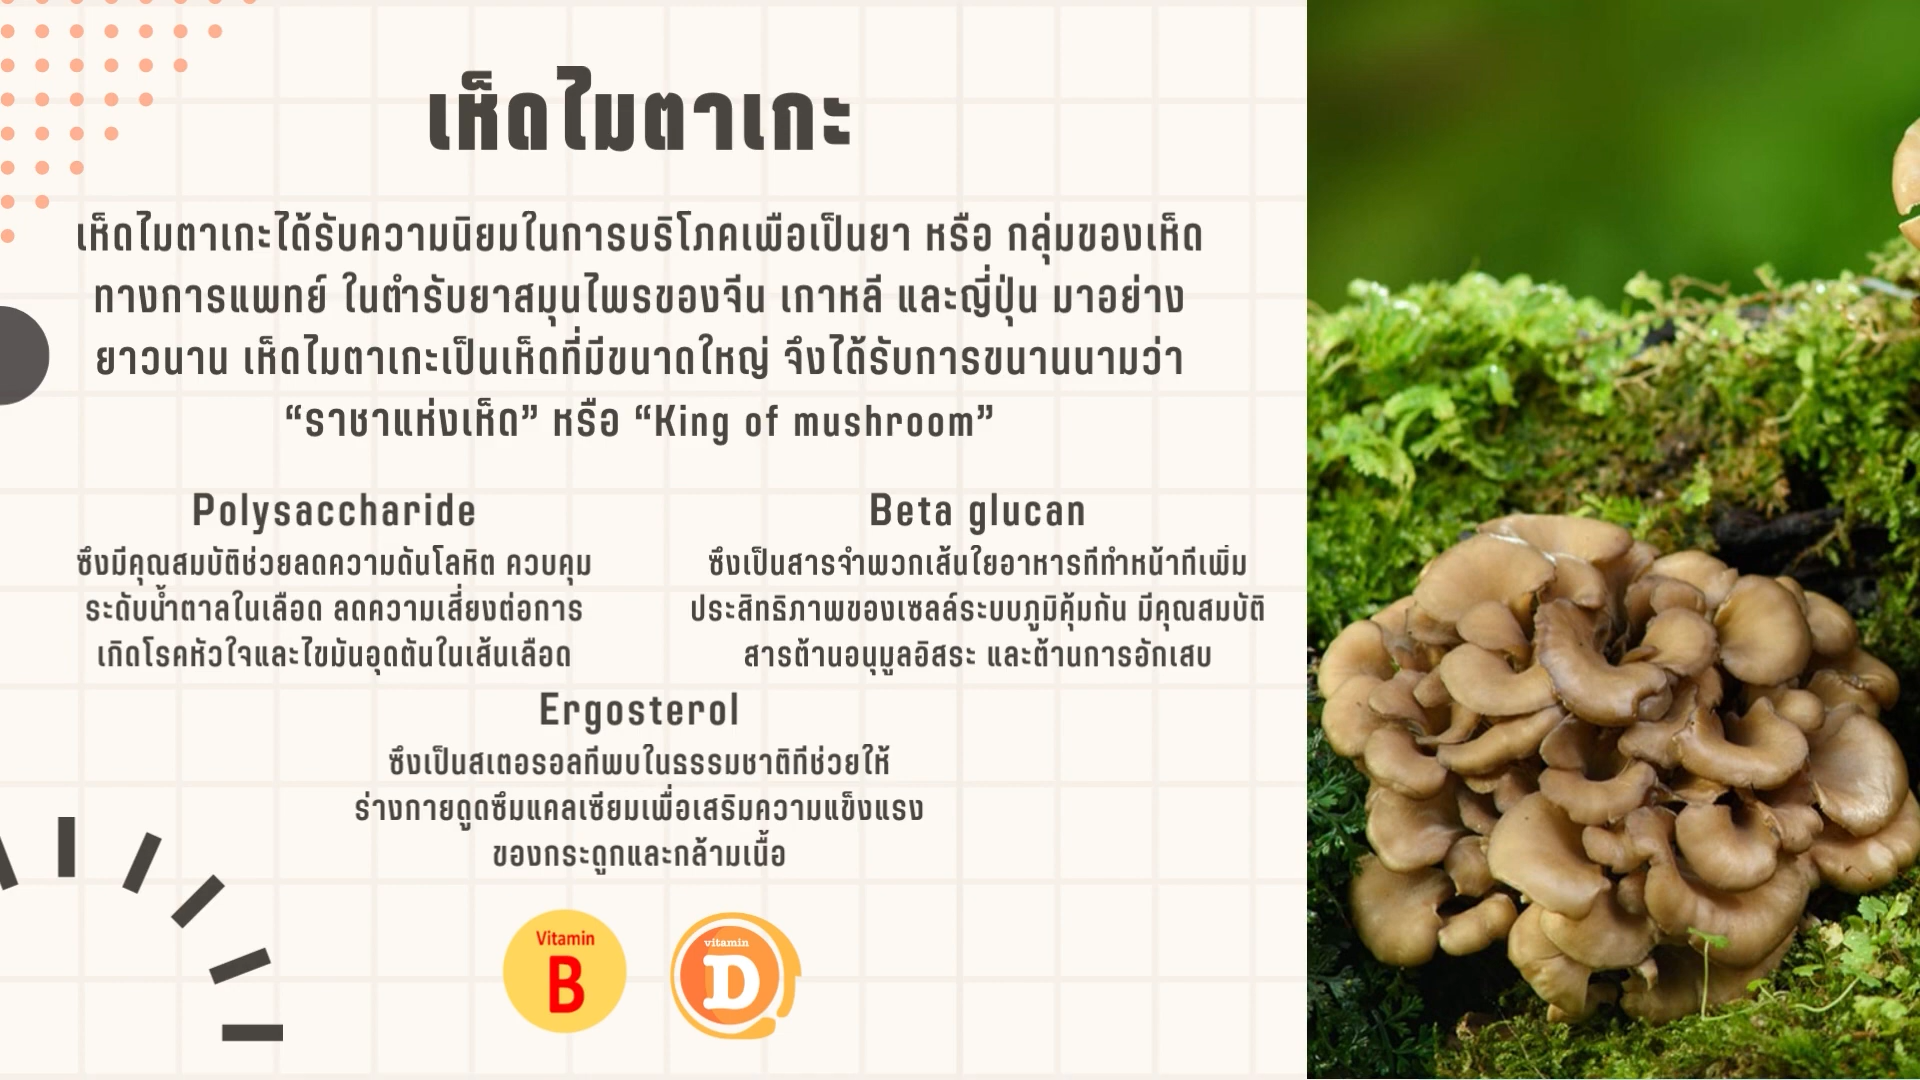 เห็ดไมตาเกะ
เห็ดไมตาเกะได้รับความนิยมในการบริโภคเพื่อเป็นยา หรือ กลุ่มของเห็ด
ทางการแพทย์ ในตำรับยาสมุนไพรของจีน เกาหลี และญี่ปุ่น มาอย่าง
ยาวนาน เห็ดไมตาเกะเป็นเห็ดที่มีขนาดใหญ่ จึงได้รับการขนานนามว่า
“ราชาแห่งเห็ด” หรือ “King of mushroom”
Polysaccharide
ซึ่งมีคุณสมบัติช่วยลดความดันโลหิต ควบคุม
ระดับน้ำตาลในเลือด ลดความเสี่ยงต่อการ
เกิดโรคหัวใจและไขมันอุดตันในเส้นเลือด
Beta glucan
ซึ่งเป็นสารจำพวกเส้นใยอาหารที่ทำหน้าที่เพิ่ม
ประสิทธิภาพของเซลล์ระบบภูมิคุ้มกัน มีคุณสมบัติ
สารต้านอนุมูลอิสระ และต้านการอักเสบ
Ergosterol
ซึ่งเป็นสเตอรอลที่พบในธรรมชาติที่ช่วยให้
ร่างกายดูดซึมแคลเซียมเพื่อเสริมความแข็งแรง
ของกระดูกและกล้ามเนื้อ
Vitamin
B
vitamin
D